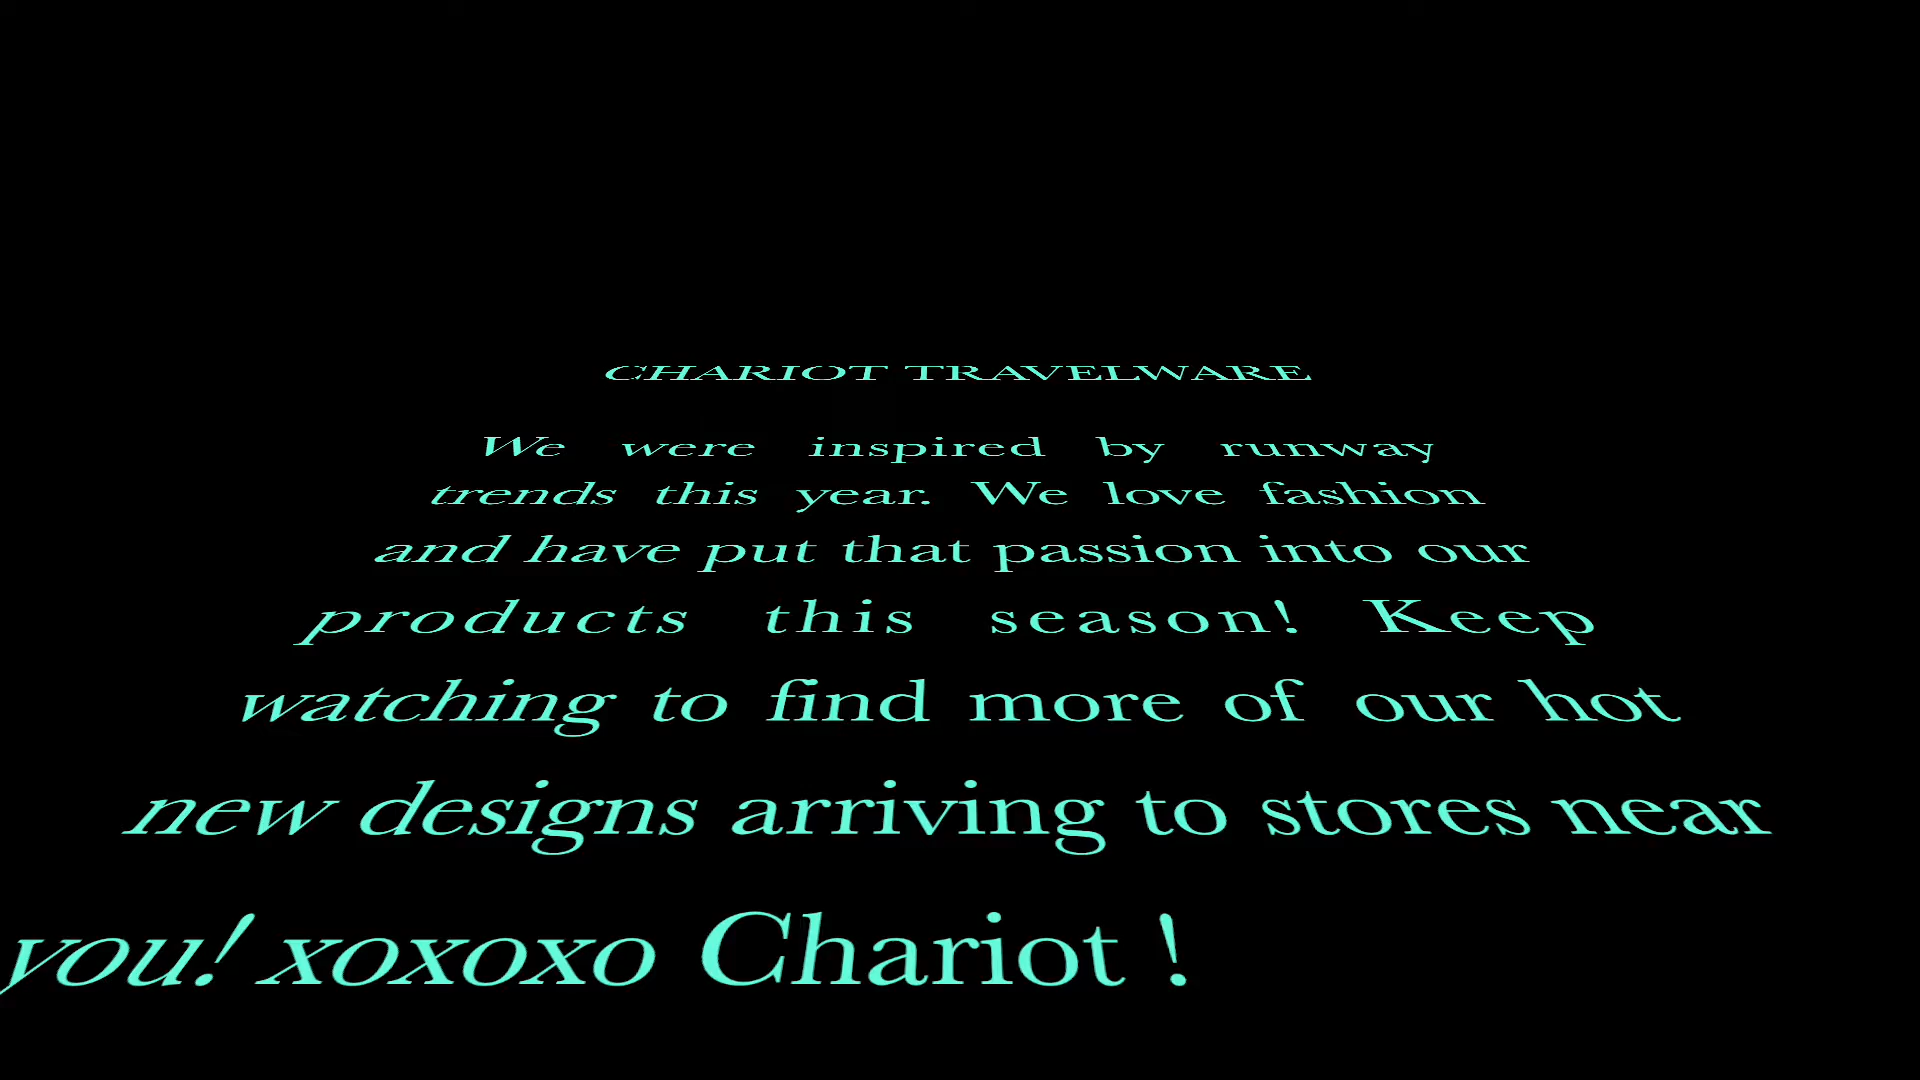 CHARIOT TRAVELWARE
We were inspired by runway
trends this year. We love fashion
and have put that passion into our
products this season! Keep
watching to find more of our hot
new designs arriving to stores near
you! xoxoxo Chariot !